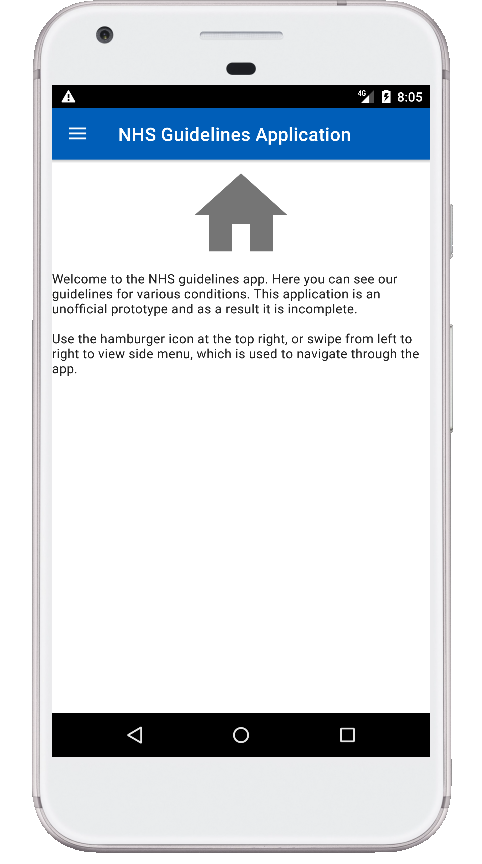 4G 8:05
NHS Guidelines Application
Welcome to the NHS guidelines app. Here you can see our
guidelines for various conditions. This application is an
unofficial prototype and as a result it is incomplete.
Use the hamburger icon at the top right, or swipe from left to
right to view side menu, which is used to navigate through the
app.